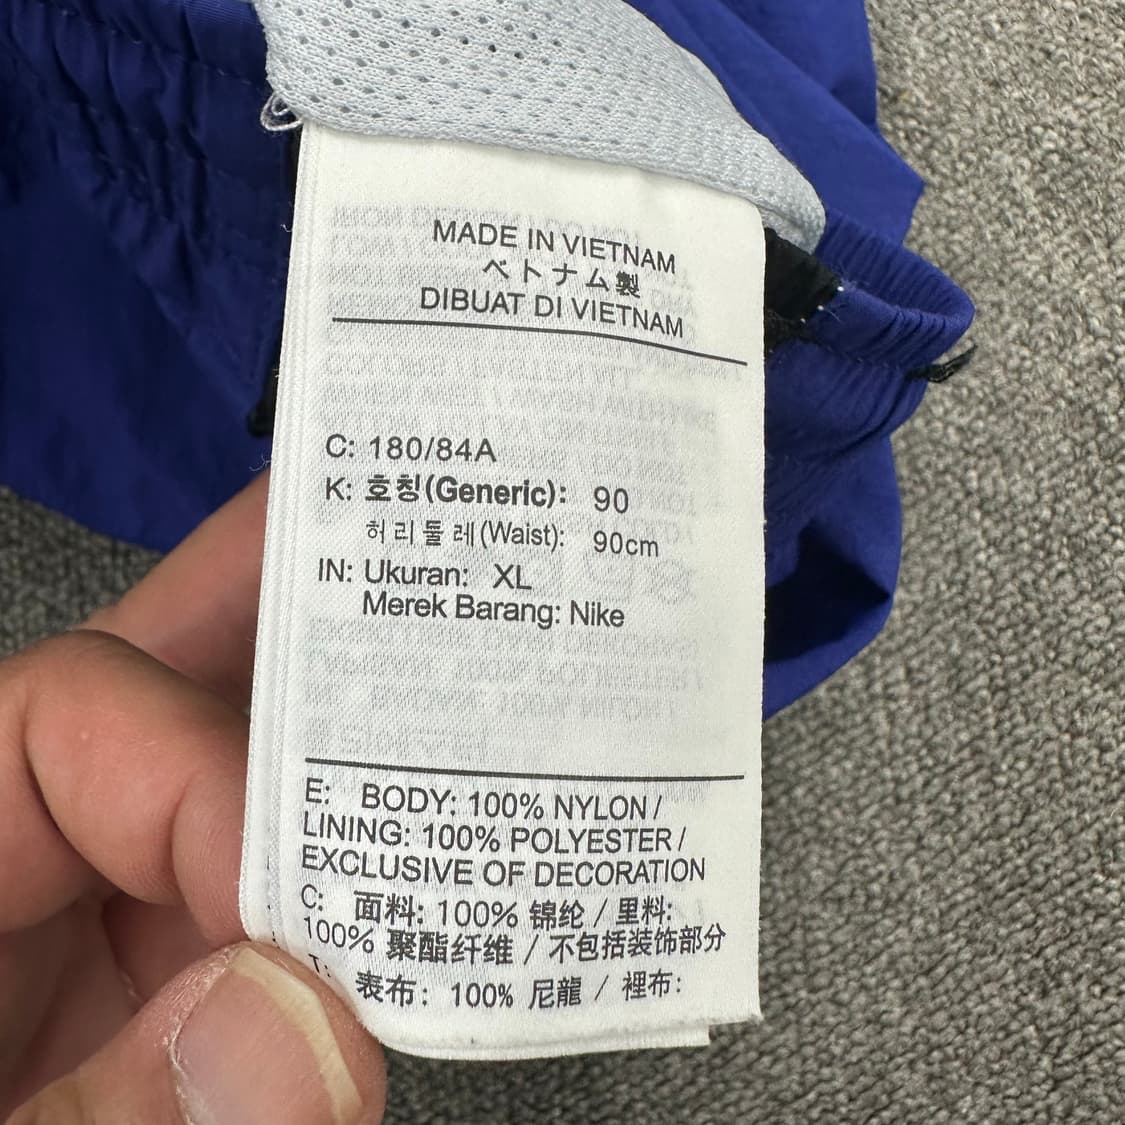 MADE IN VIETNAM
ベトナム製
DIBUAT DI VIETNAM
C: 180/84A
K: 호칭(Generic): 90
허리둘레(Waist): 90cm
IN: Ukuran: XL
Merek Barang: Nike
E: BODY: 100% NYLON /
LINING: 100% POLYESTER /
EXCLUSIVE OF DECORATION
C: 面料: 100% 锦纶 / 里料:
100% 聚酯纤维 / 不包括装饰部分
T: 表布: 100% 尼龍 / 裡布: